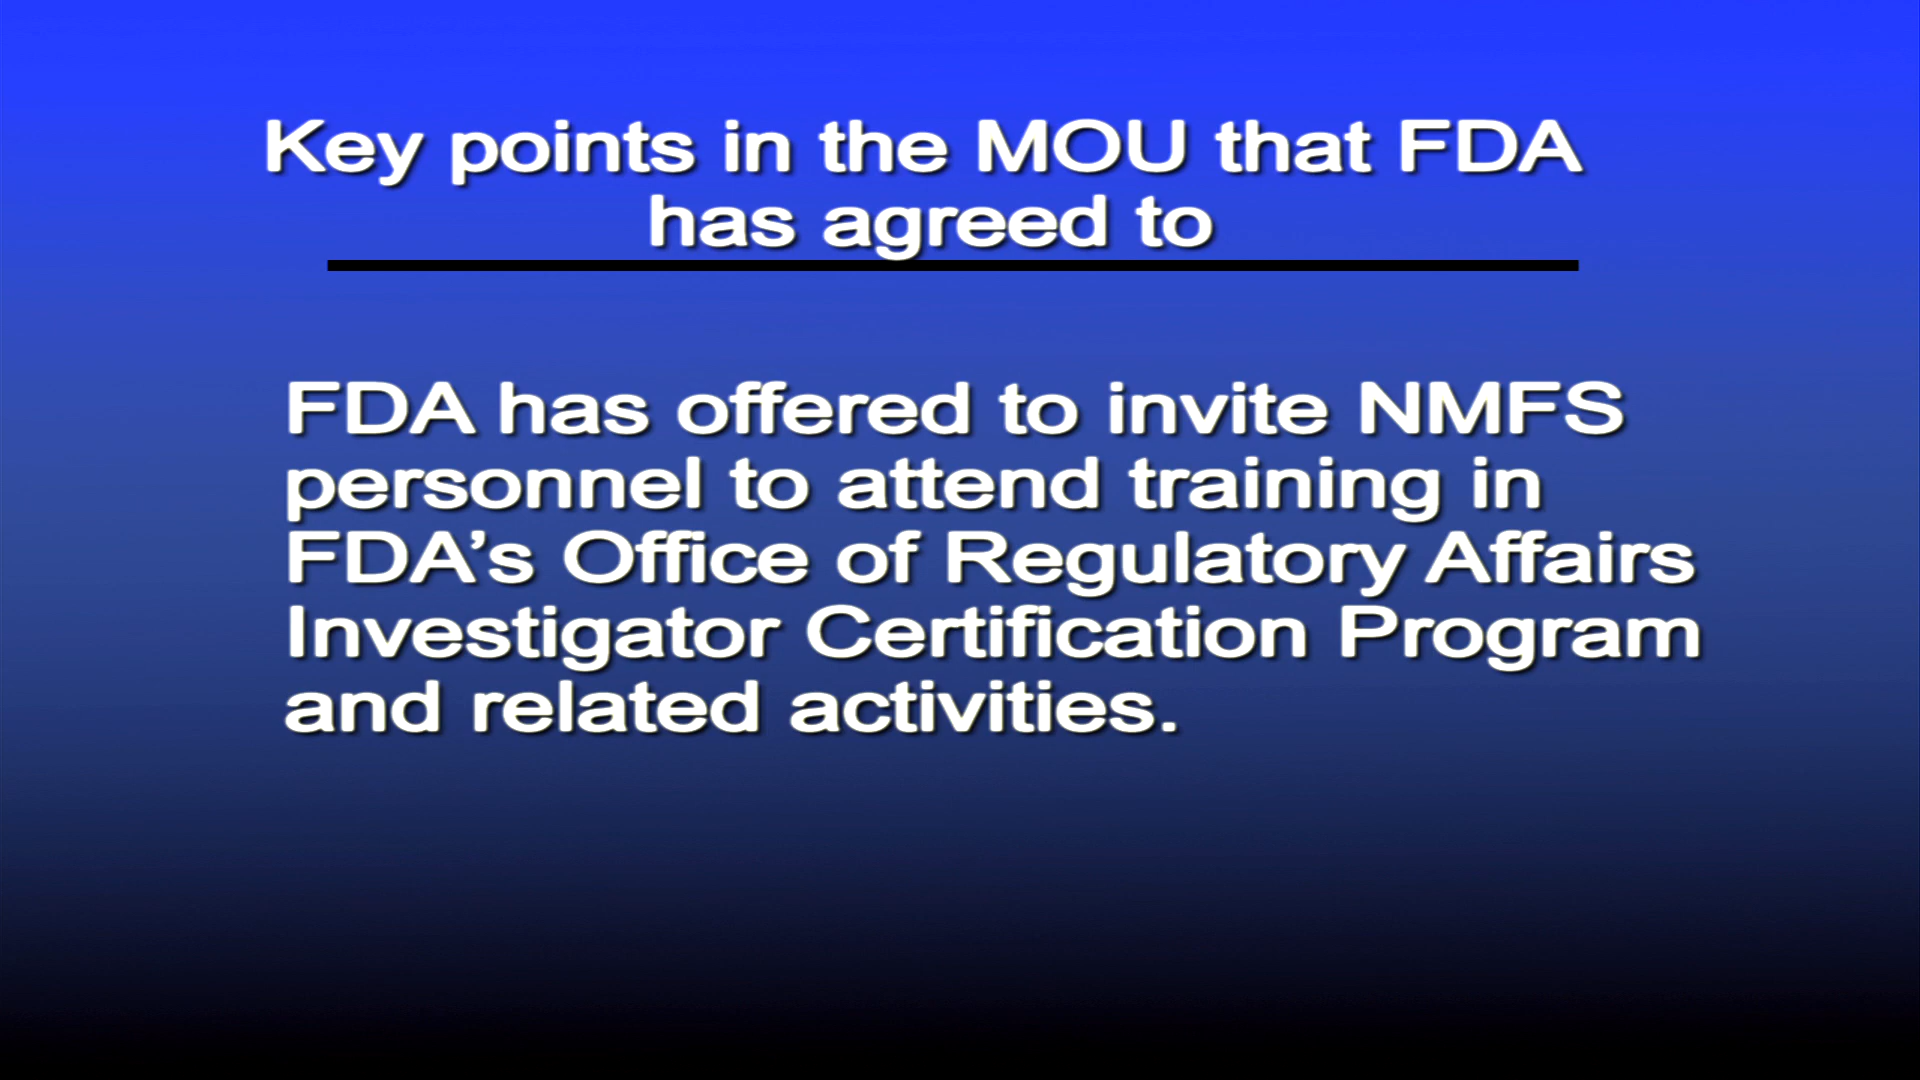 Key points in the MOU that FDA
has agreed to
FDA has offered to invite NMFS
personnel to attend training in
FDA’s Office of Regulatory Affairs
Investigator Certification Program
and related activities.